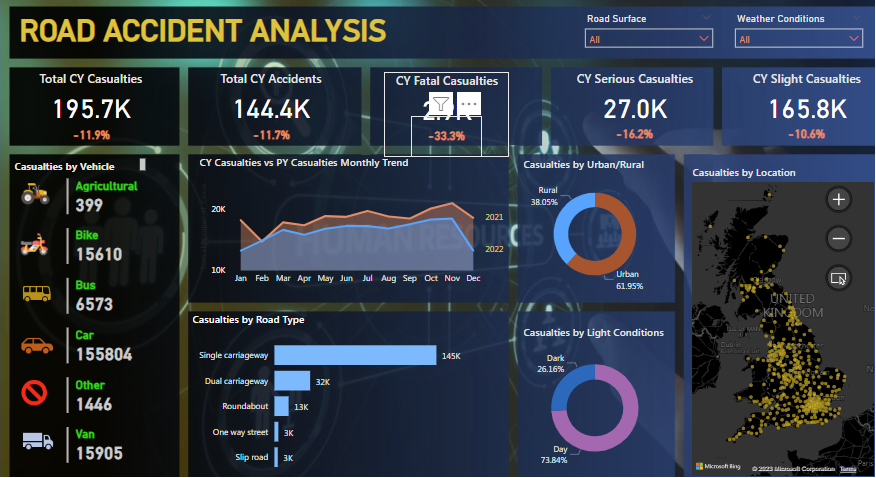 ROAD ACCIDENT ANALYSIS
Road Surface
All
Weather Conditions
All
Total CY Casualties
195.7K
-11.9%
Total CY Accidents
144.4K
-11.7%
CY Fatal Casualties
-33.3%
CY Serious Casualties
27.0K
-16.2%
CY Slight Casualties
165.8K
-10.6%
Casualties by Vehicle
Agricultural
399
Bike
15610
Bus
6573
Car
155804
Other
1446
Van
15905
CY Casualties vs PY Casualties Monthly Trend
20K
10K
2021
2022
Jan Feb Mar Apr May Jun Jul Aug Sep Oct Nov Dec
Casualties by Road Type
Single carriageway 145K
Dual carriageway 32K
Roundabout 13K
One way street 3K
Slip road 3K
Casualties by Urban/Rural
Rural
38.05%
Urban
61.95%
Casualties by Light Conditions
Dark
26.16%
Day
73.84%
Casualties by Location
UNITED
KINGDOM
Microsoft Bing
© 2023 Microsoft Corporation Terms